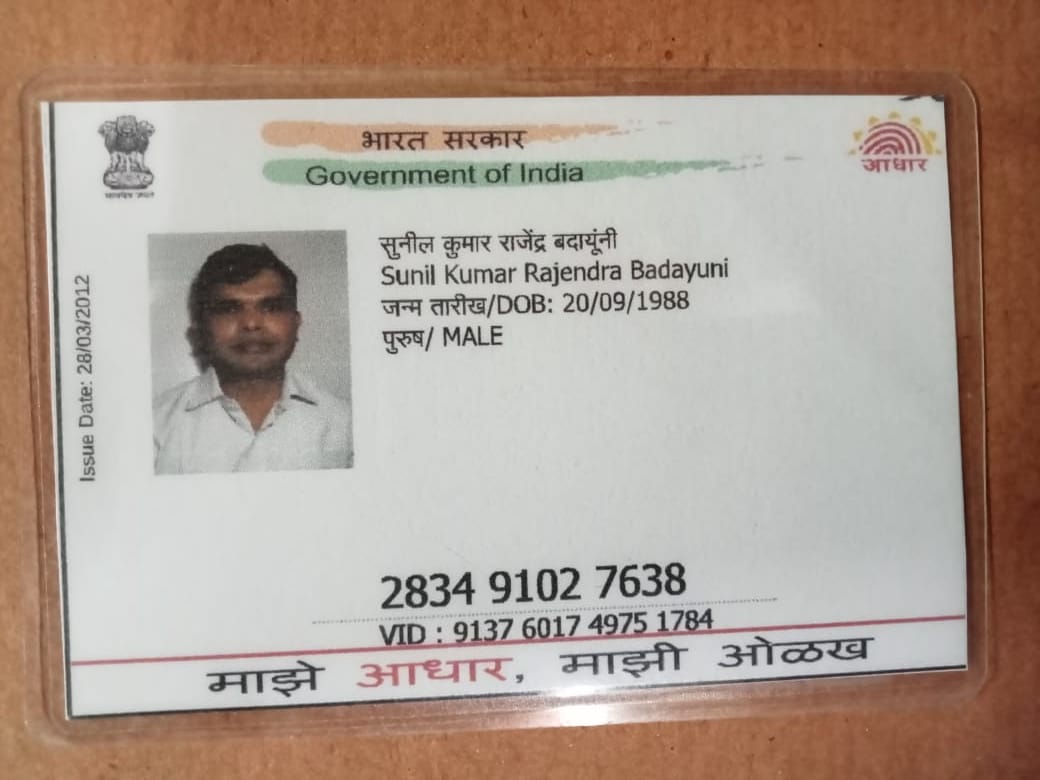 भारत सरकार
Government of India
आधार
Issue Date: 28/03/2012
सुनील कुमार राजेंद्र बदायूंनी
Sunil Kumar Rajendra Badayuni
जन्म तारीख/DOB: 20/09/1988
पुरुष/ MALE
2834 9102 7638
VID : 9137 6017 4975 1784
माझे आधार, माझी ओळख